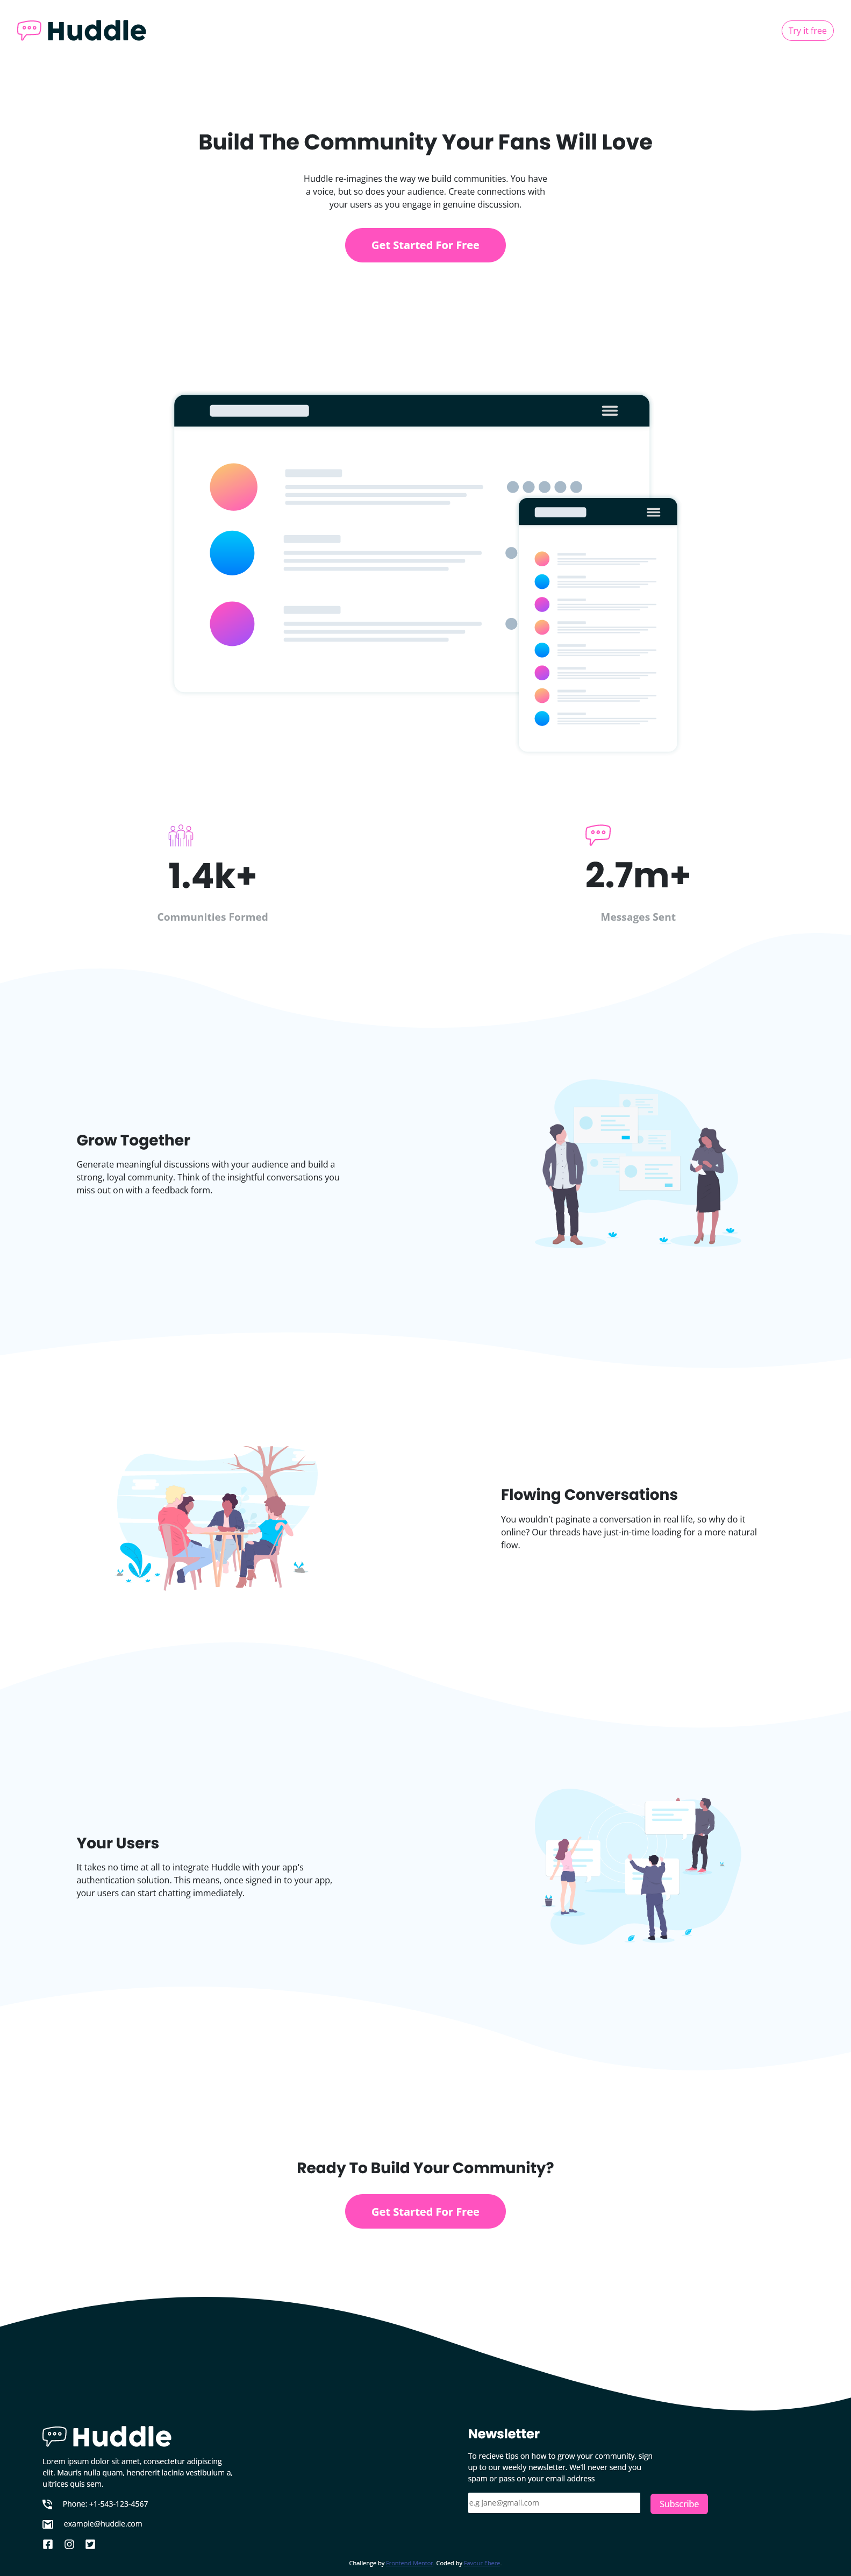 Huddle
Try it free
Build The Community Your Fans Will Love
Huddle re-imagines the way we build communities. You have
a voice, but so does your audience. Create connections with
your users as you engage in genuine discussion.
Get Started For Free
1.4k+
Communities Formed
2.7m+
Messages Sent
Grow Together
Generate meaningful discussions with your audience and build a
strong, loyal community. Think of the insightful conversations you
miss out on with a feedback form.
Flowing Conversations
You wouldn't paginate a conversation in real life, so why do it
online? Our threads have just-in-time loading for a more natural
flow.
Your Users
It takes no time at all to integrate Huddle with your app's
authentication solution. This means, once signed in to your app,
your users can start chatting immediately.
Ready To Build Your Community?
Get Started For Free
Huddle
Lorem ipsum dolor sit amet, consectetur adipiscing
elit. Mauris nulla quam, hendrerit lacinia vestibulum a,
ultrices quis sem.
Phone: +1-543-123-4567
example@huddle.com
Newsletter
To recieve tips on how to grow your community, sign
up to our weekly newsletter. We'll never send you
spam or pass on your email address
e.g jane@gmail.com
Subscribe
Challenge by Frontend Mentor. Coded by Favour Ebere.